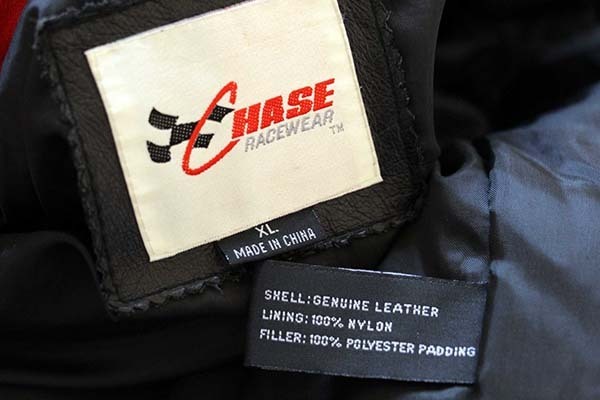 CHASE
RACEWEAR TM
XL
MADE IN CHINA
SHELL: GENUINE LEATHER
LINING: 100% NYLON
FILLER: 100% POLYESTER PADDING